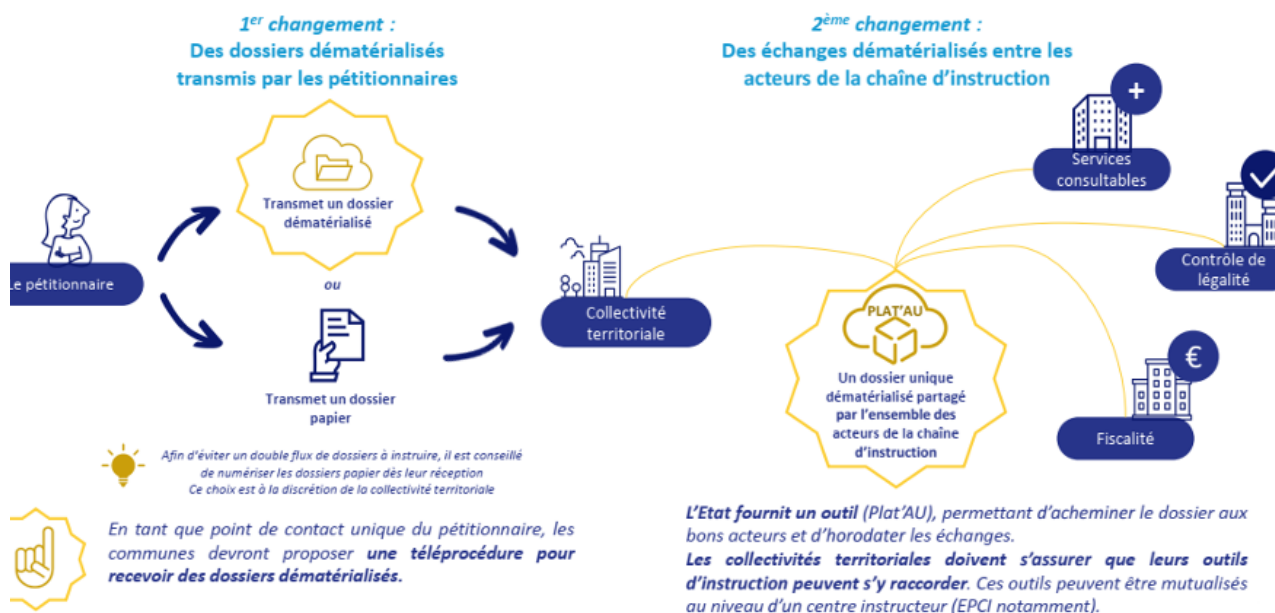 1er changement :
Des dossiers dématérialisés
transmis par les pétitionnaires
2ème changement :
Des échanges dématérialisés entre les
acteurs de la chaîne d'instruction
Transmet un dossier
dématérialisé
Le pétitionnaire
ou
Transmet un dossier
papier
Collectivité
territoriale
+
Services
consultables
Contrôle de
légalité
PLAT'AU
Un dossier unique
dématérialisé partagé
par l'ensemble des
acteurs de la chaîne
d'instruction
€
Fiscalité
Afin d'éviter un double flux de dossiers à instruire, il est conseillé
de numériser les dossiers papier dès leur réception
Ce choix est à la discrétion de la collectivité territoriale
En tant que point de contact unique du pétitionnaire, les
communes devront proposer une téléprocédure pour
recevoir des dossiers dématérialisés.
L'Etat fournit un outil (Plat'AU), permettant d'acheminer le dossier aux
bons acteurs et d'horodater les échanges.
Les collectivités territoriales doivent s'assurer que leurs outils
d'instruction peuvent s'y raccorder. Ces outils peuvent être mutualisés
au niveau d'un centre instructeur (EPCI notamment).